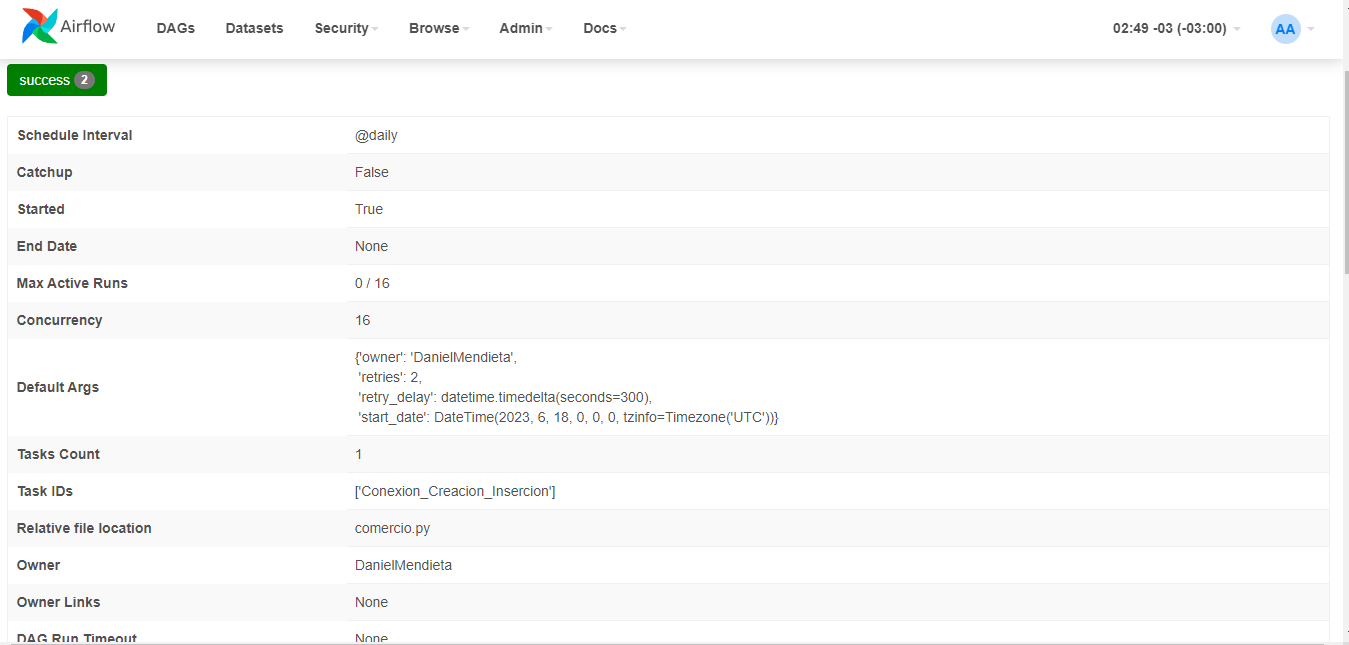 Airflow DAGs Datasets Security Browse Admin Docs 02:49 -03 (-03:00) AA
success 2
Schedule Interval @daily
Catchup False
Started True
End Date None
Max Active Runs 0 / 16
Concurrency 16
Default Args {'owner': 'DanielMendieta',
'retries': 2,
'retry_delay': datetime.timedelta(seconds=300),
'start_date': DateTime(2023, 6, 18, 0, 0, 0, tzinfo=Timezone('UTC'))}
Tasks Count 1
Task IDs ['Conexion_Creacion_Insercion']
Relative file location comercio.py
Owner DanielMendieta
Owner Links None
DAG Run Timeout None